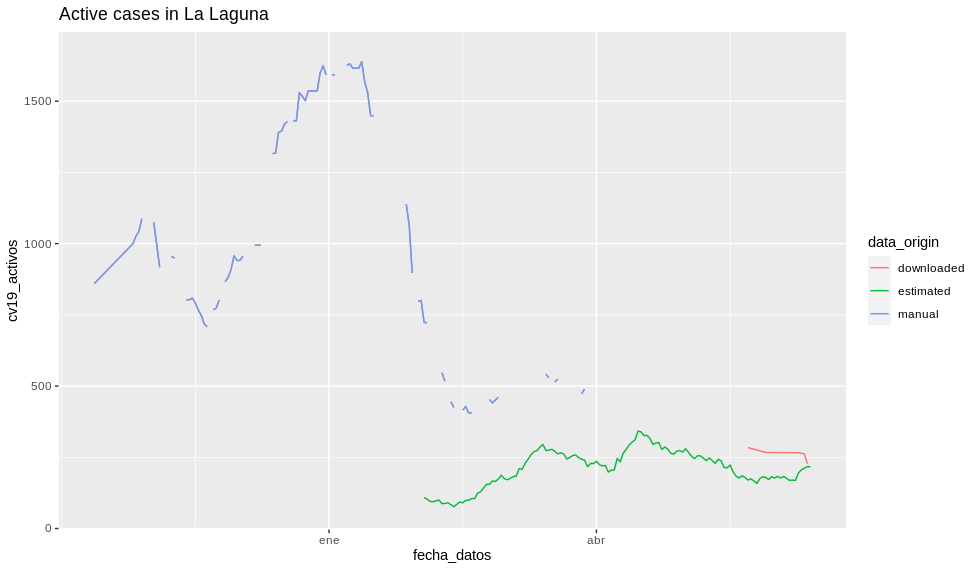 Active cases in La Laguna
cv19_activos
1500
1000
500
0
ene
abr
fecha_datos
data_origin
downloaded
estimated
manual